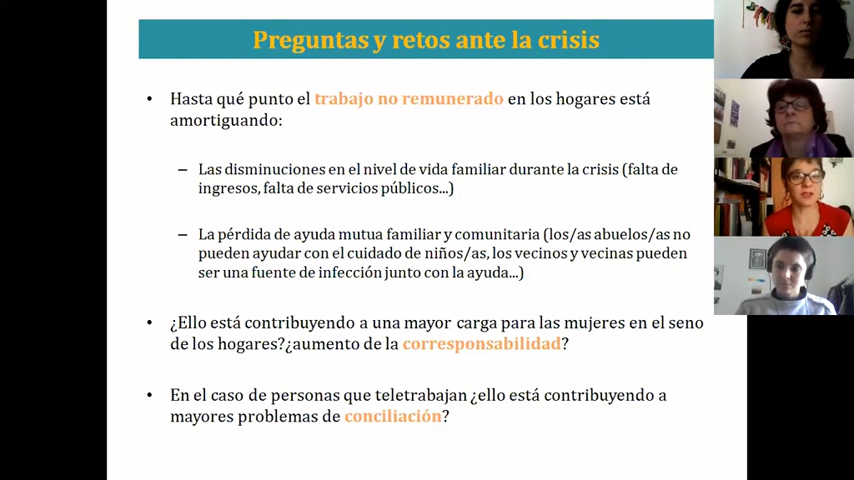 Preguntas y retos ante la crisis
• Hasta qué punto el trabajo no remunerado en los hogares está
amortiguando:
– Las disminuciones en el nivel de vida familiar durante la crisis (falta de
ingresos, falta de servicios públicos...)
– La pérdida de ayuda mutua familiar y comunitaria (los/as abuelos/as no
pueden ayudar con el cuidado de niños/as, los vecinos y vecinas pueden
ser una fuente de infección junto con la ayuda...)
• ¿Ello está contribuyendo a una mayor carga para las mujeres en el seno
de los hogares?¿aumento de la corresponsabilidad?
• En el caso de personas que teletrabajan ¿ello está contribuyendo a
mayores problemas de conciliación?